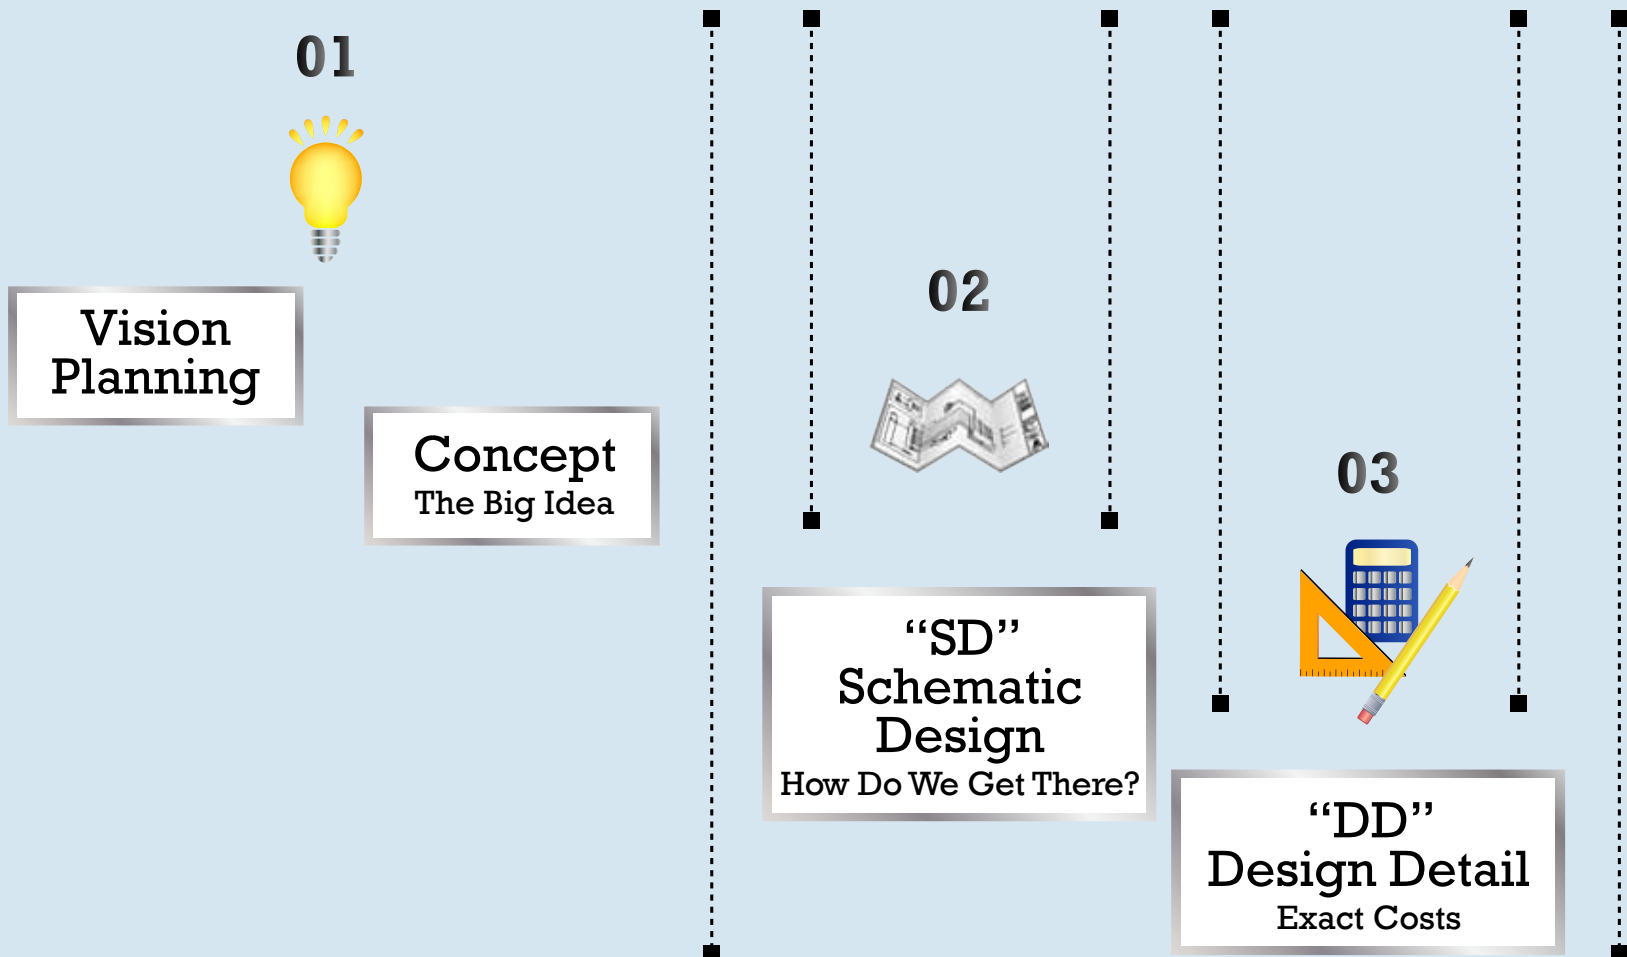 01
Vision
Planning
Concept
The Big Idea
02
“SD”
Schematic
Design
How Do We Get There?
03
“DD”
Design Detail
Exact Costs